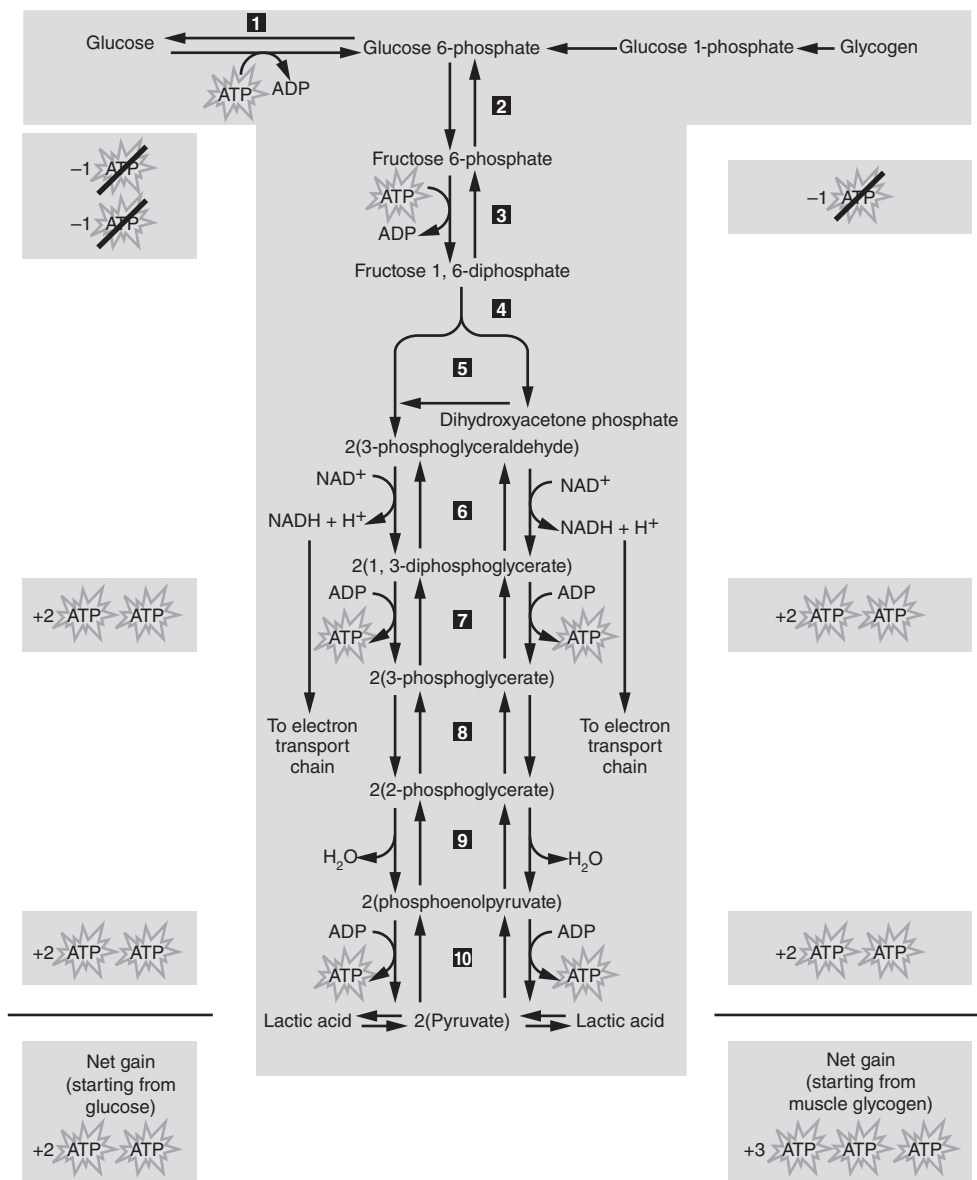 1
Glucose
Glucose 6-phosphate
Glucose 1-phosphate
Glycogen
ATP
ADP
2
–1 ATP
–1 ATP
Fructose 6-phosphate
ATP
ADP
3
–1 ATP
Fructose 1, 6-diphosphate
4
5
Dihydroxyacetone phosphate
2(3-phosphoglyceraldehyde)
NAD+
NAD+
6
NADH + H+
NADH + H+
2(1, 3-diphosphoglycerate)
+2 ATP ATP
ADP
ATP
7
ADP
ATP
+2 ATP ATP
2(3-phosphoglycerate)
To electron
transport
chain
8
To electron
transport
chain
2(2-phosphoglycerate)
9
H2O
H2O
2(phosphoenolpyruvate)
+2 ATP ATP
ADP
ATP
10
ADP
ATP
+2 ATP ATP
Lactic acid
2(Pyruvate)
Lactic acid
Net gain
(starting from
glucose)
+2 ATP ATP
Net gain
(starting from
muscle glycogen)
+3 ATP ATP ATP